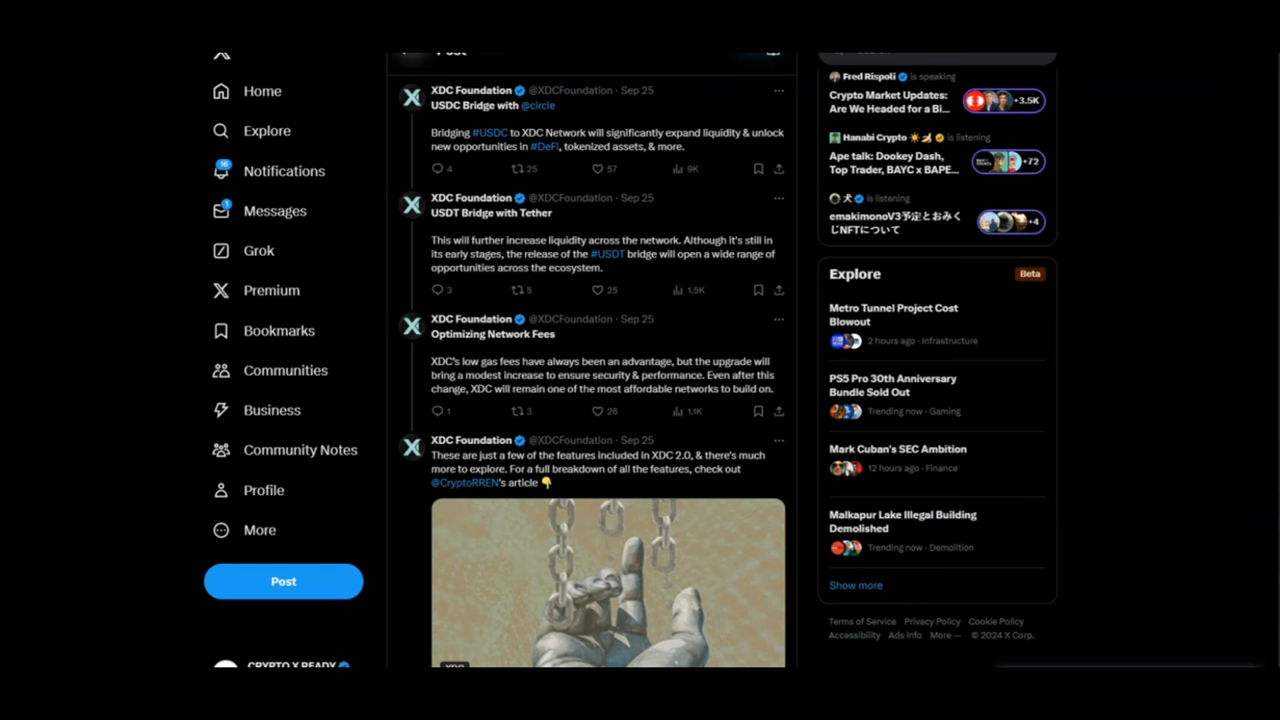 Home
Explore
10
Notifications
1
Messages
Grok
Premium
Bookmarks
Communities
Business
Community Notes
Profile
More
Post
CRYPTO X READY
Post
XDC Foundation @XDCFoundation · Sep 25
USDC Bridge with @circle
Bridging #USDC to XDC Network will significantly expand liquidity & unlock
new opportunities in #DeFi, tokenized assets, & more.
4 25 57 9K
XDC Foundation @XDCFoundation · Sep 25
USDT Bridge with Tether
This will further increase liquidity across the network. Although it's still in
its early stages, the release of the #USDT bridge will open a wide range of
opportunities across the ecosystem.
3 5 25 1.5K
XDC Foundation @XDCFoundation · Sep 25
Optimizing Network Fees
XDC's low gas fees have always been an advantage, but the upgrade will
bring a modest increase to ensure security & performance. Even after this
change, XDC will remain one of the most affordable networks to build on.
1 3 26 1.1K
XDC Foundation @XDCFoundation · Sep 25
These are just a few of the features included in XDC 2.0, & there's much
more to explore. For a full breakdown of all the features, check out
@CryptoRREN's article 👇
Fred Rispoli is speaking
Crypto Market Updates:
Are We Headed for a Bi... +3.5K
Hanabi Crypto is listening
Ape talk: Dookey Dash,
Top Trader, BAYC x BAPE... +72
犬 is listening
emakimonoV3予定とおみく
じNFTについて +4
Explore Beta
Metro Tunnel Project Cost
Blowout
2 hours ago · Infrastructure
PS5 Pro 30th Anniversary
Bundle Sold Out
Trending now · Gaming
Mark Cuban's SEC Ambition
12 hours ago · Finance
Malkapur Lake Illegal Building
Demolished
Trending now · Demolition
Show more
Terms of Service Privacy Policy Cookie Policy
Accessibility Ads info More — © 2024 X Corp.